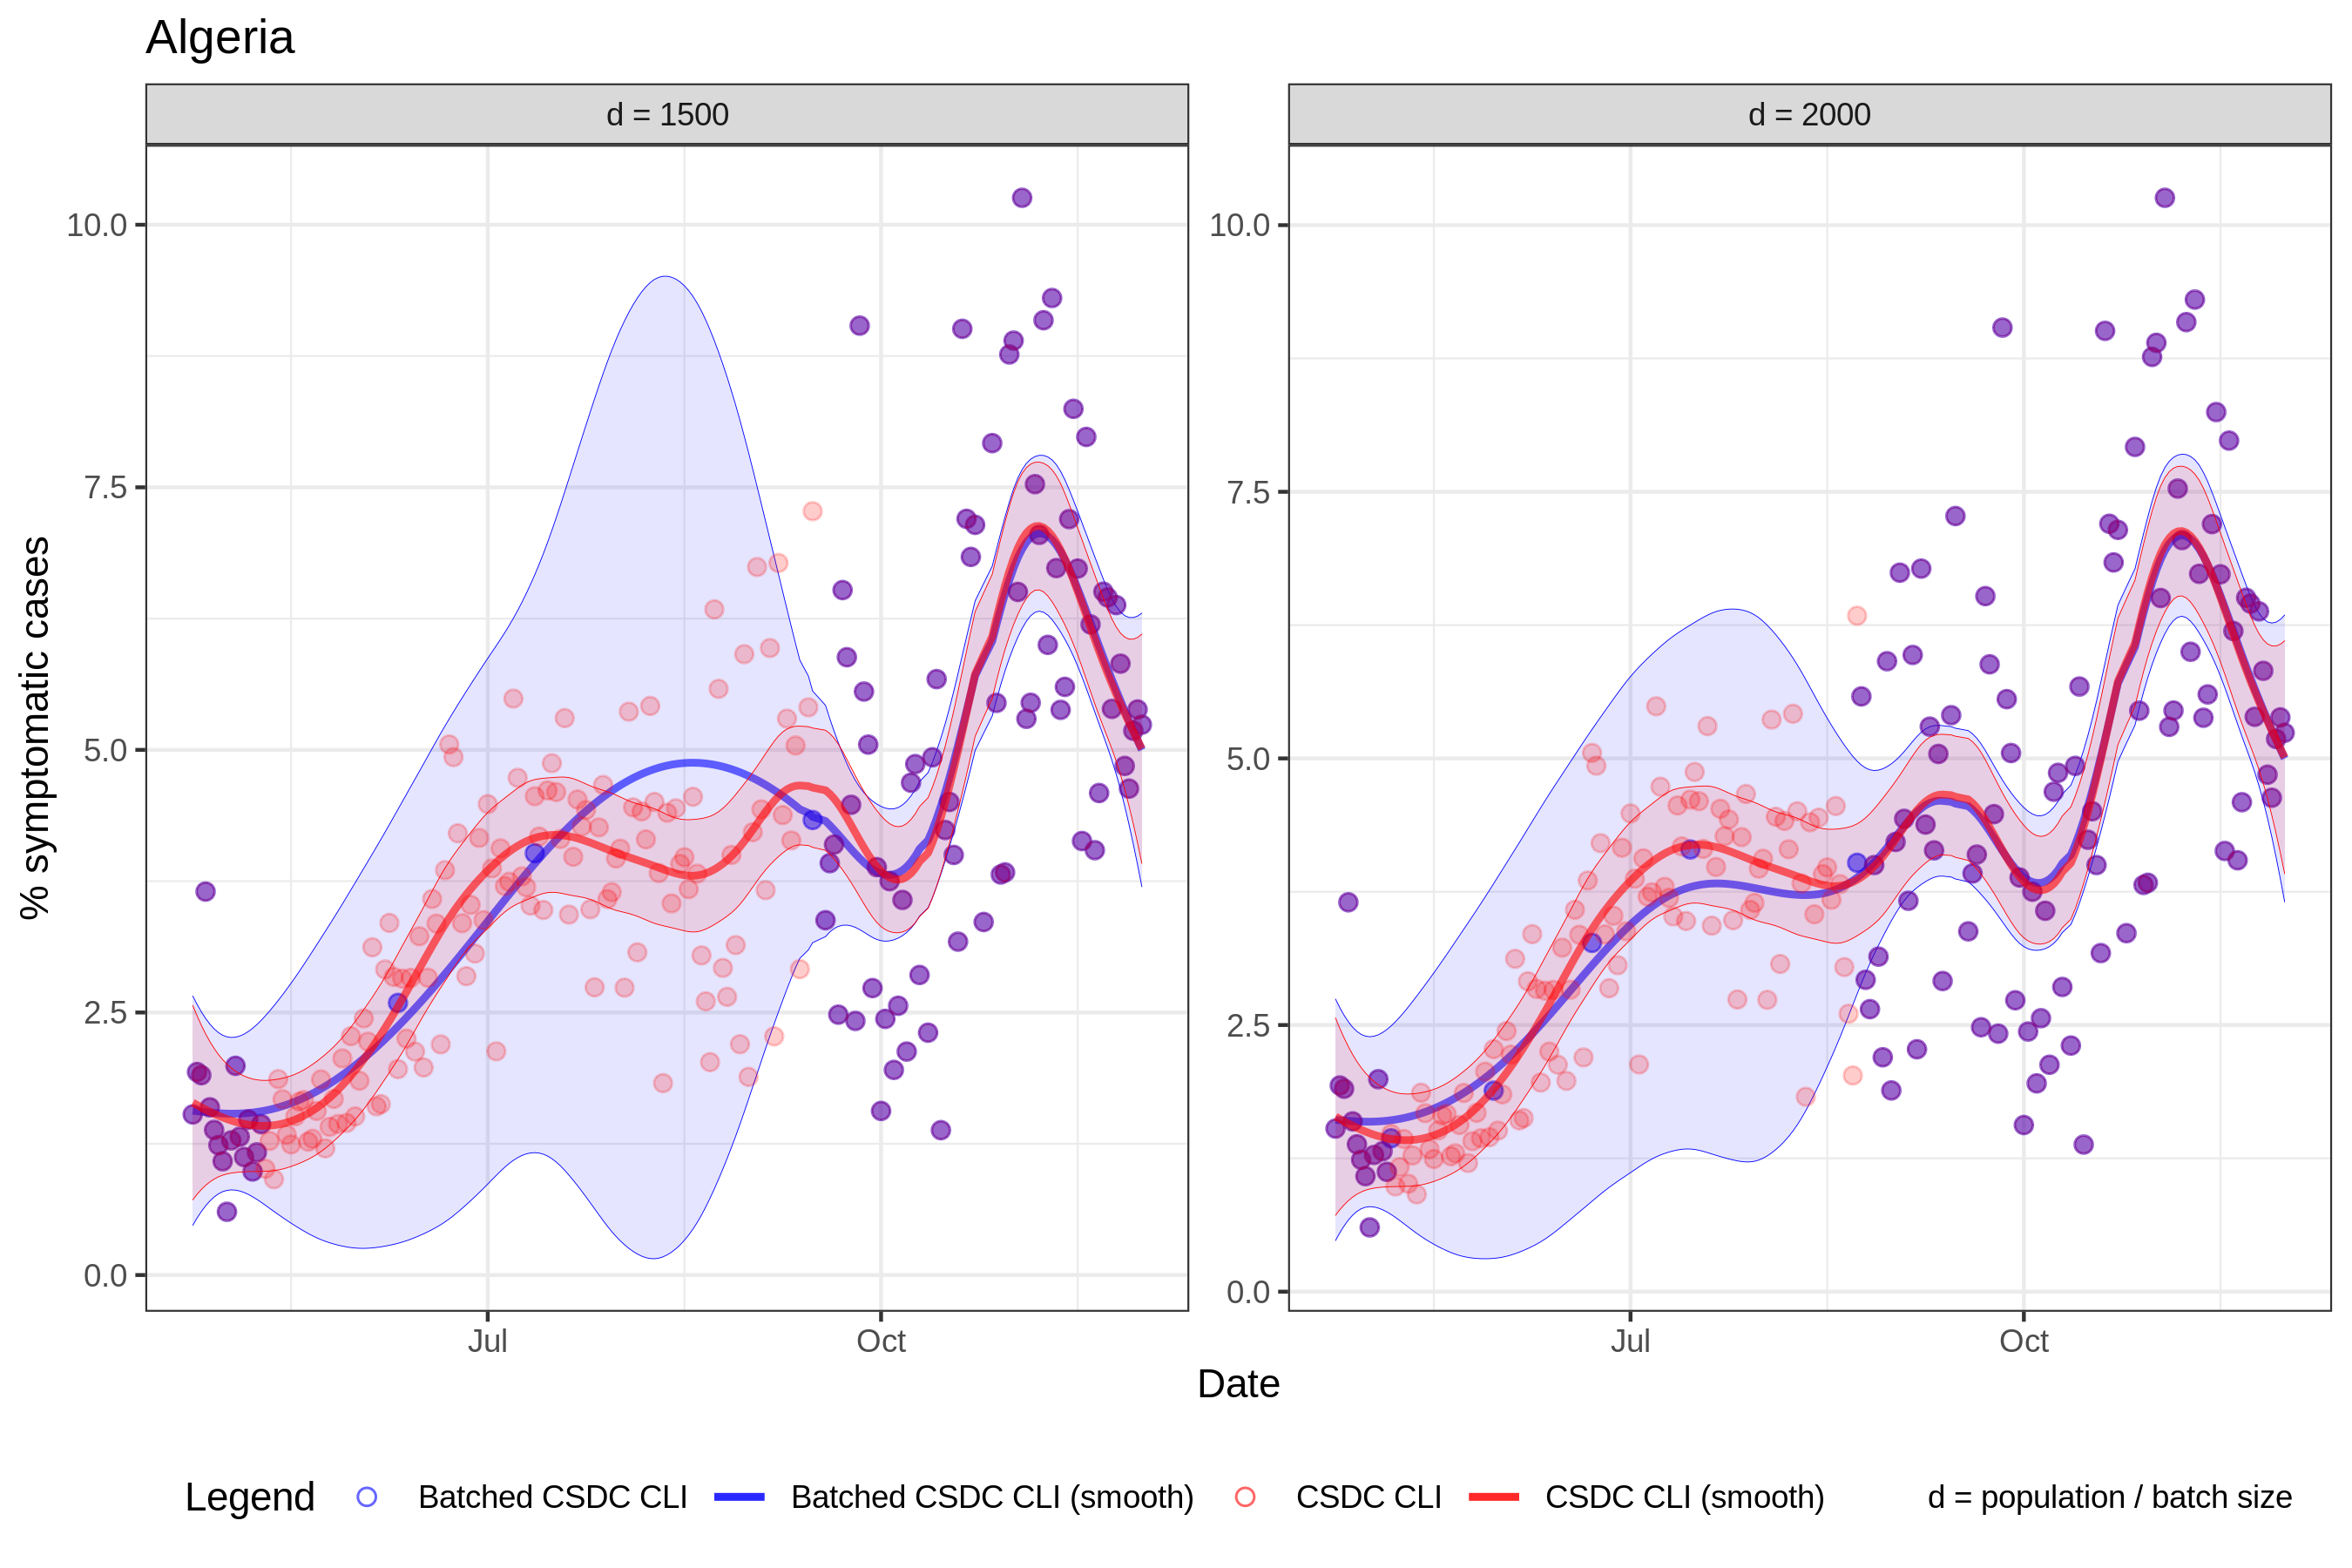 Algeria
d = 1500
d = 2000
% symptomatic cases
10.0
7.5
5.0
2.5
0.0
10.0
7.5
5.0
2.5
0.0
Jul
Oct
Jul
Oct
Date
Legend Batched CSDC CLI Batched CSDC CLI (smooth) CSDC CLI CSDC CLI (smooth) d = population / batch size